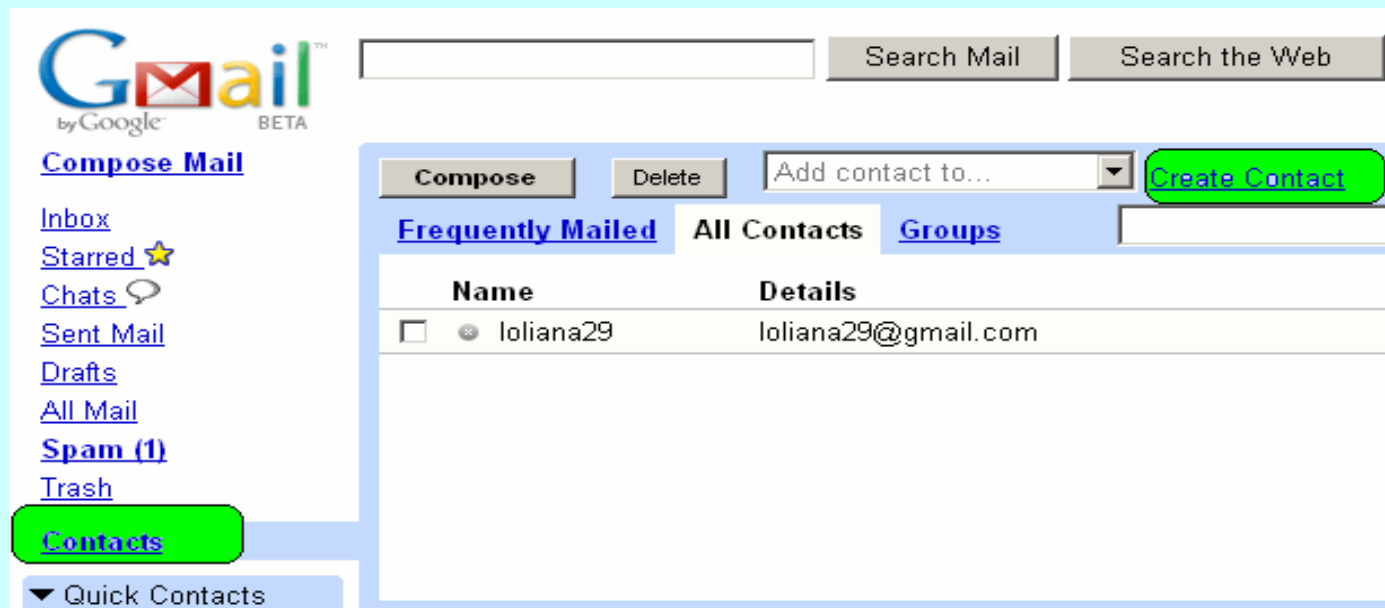 Gmail™
by Google BETA
Search Mail Search the Web
Compose Mail
Inbox
Starred
Chats
Sent Mail
Drafts
All Mail
Spam (1)
Trash
Contacts
Quick Contacts
Compose Delete Add contact to... Create Contact
Frequently Mailed All Contacts Groups
Name Details
loliana29 loliana29@gmail.com